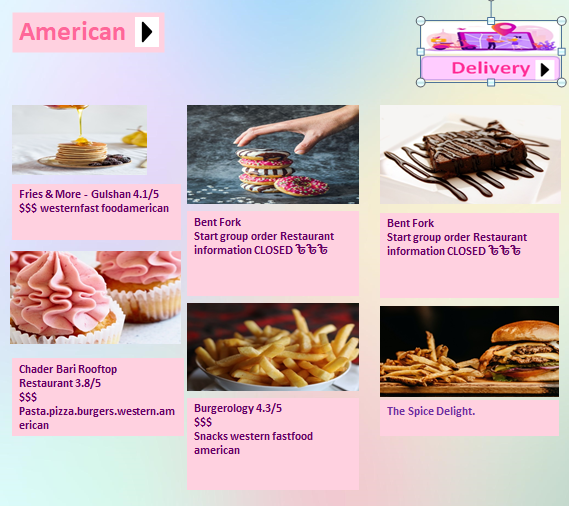 American
Delivery
Fries & More - Gulshan 4.1/5
$$$ westernfast foodamerican
Bent Fork
Start group order Restaurant
information CLOSED ৳৳৳
Bent Fork
Start group order Restaurant
information CLOSED ৳৳৳
Chader Bari Rooftop
Restaurant 3.8/5
$$$
Pasta.pizza.burgers.western.am
erican
Burgerology 4.3/5
$$$
Snacks western fastfood
american
The Spice Delight.